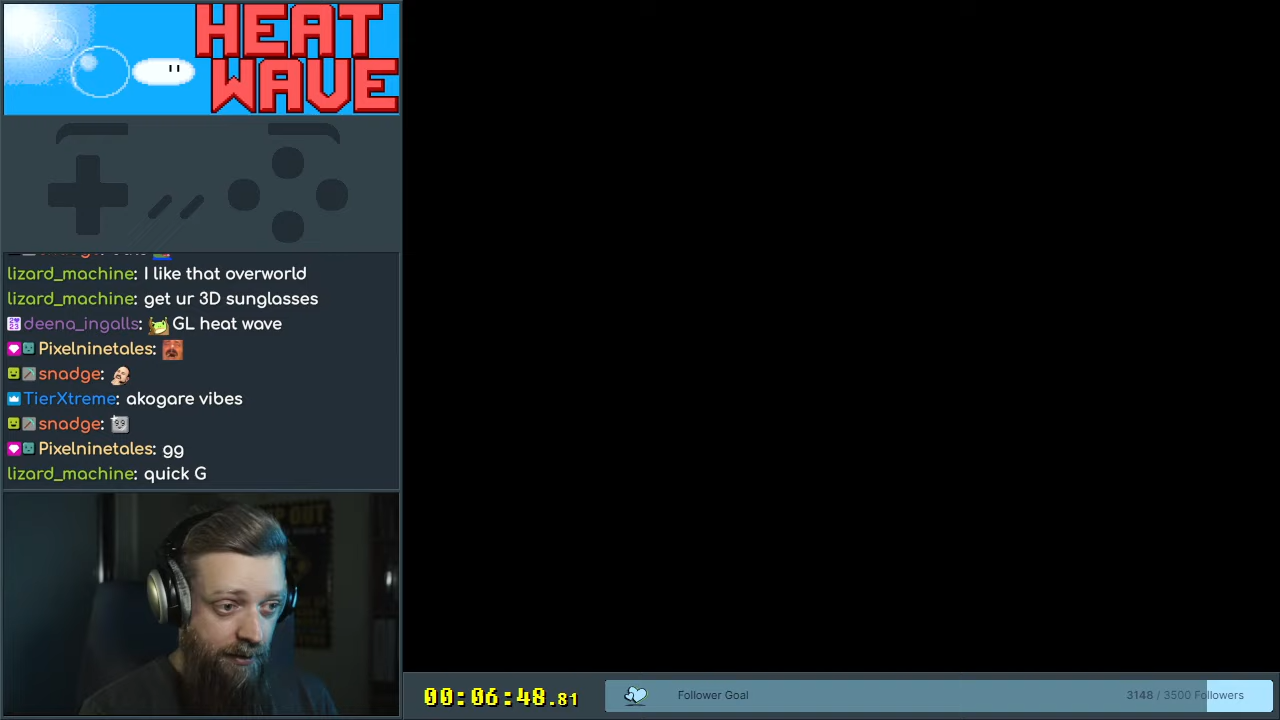 HEAT
WAVE
lizard_machine: I like that overworld
lizard_machine: get ur 3D sunglasses
deena_ingalls: GL heat wave
Pixelninetales:
snadge:
TierXtreme: akogare vibes
snadge:
Pixelninetales: gg
lizard_machine: quick G
00:06:48.81
Follower Goal
3148 / 3500 Followers